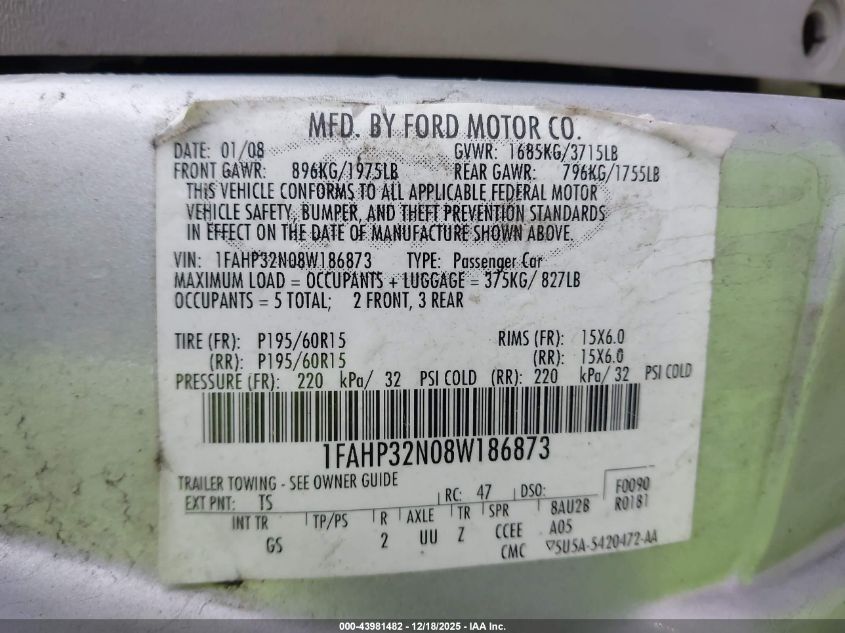 MFD. BY FORD MOTOR CO.
DATE: 01/08 GVWR: 1685KG/3715LB
FRONT GAWR: 896KG/1975LB REAR GAWR: 796KG/1755LB
THIS VEHICLE CONFORMS TO ALL APPLICABLE FEDERAL MOTOR
VEHICLE SAFETY, BUMPER, AND THEFT PREVENTION STANDARDS
IN EFFECT ON THE DATE OF MANUFACTURE SHOWN ABOVE.
VIN: 1FAHP32N08W186873 TYPE: Passenger Car
MAXIMUM LOAD = OCCUPANTS + LUGGAGE = 375KG/ 827LB
OCCUPANTS = 5 TOTAL; 2 FRONT, 3 REAR
TIRE (FR): P195/60R15 RIMS (FR): 15X6.0
(RR): P195/60R15 (RR): 15X6.0
PRESSURE (FR): 220 kPa/ 32 PSI COLD (RR): 220 kPa/ 32 PSI COLD
1FAHP32N08W186873
TRAILER TOWING - SEE OWNER GUIDE
EXT PNT: TS RC: 47 DSO: F0090
R0181
INT TR TP/PS R AXLE TR SPR 8AU2B
GS 2 UU Z CCEE A05
CMC 5U5A-5420472-AA
000-43981482 - 12/18/2025 - IAA Inc.